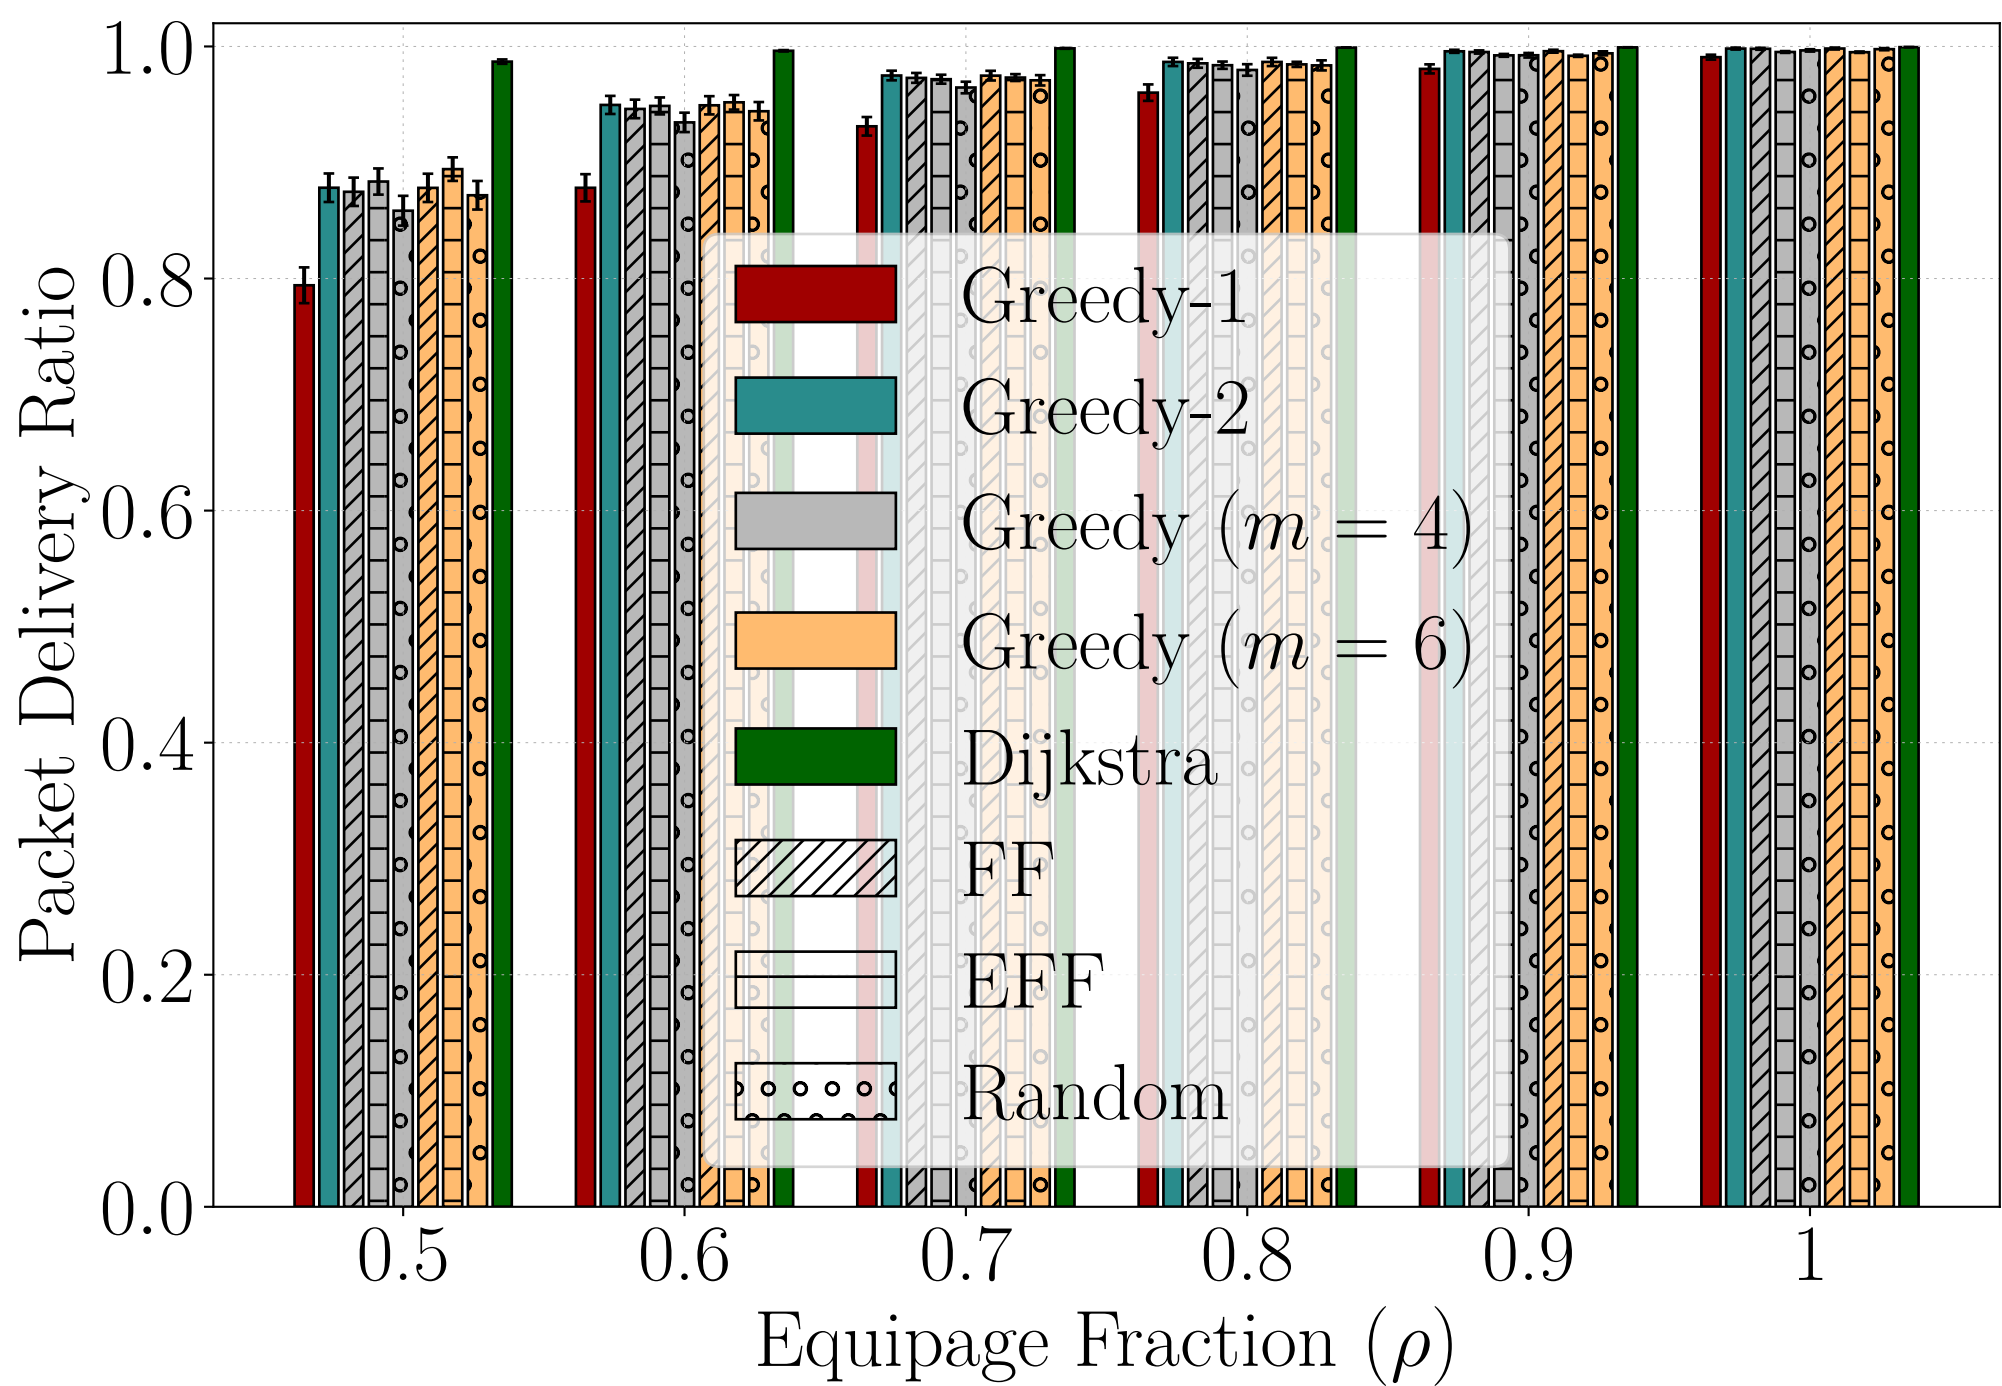 1.0
0.8
0.6
0.4
0.2
0.0
Packet Delivery Ratio
Greedy-1
Greedy-2
Greedy (m = 4)
Greedy (m = 6)
Dijkstra
FF
EFF
Random
0.5 0.6 0.7 0.8 0.9 1
Equipage Fraction (ρ)